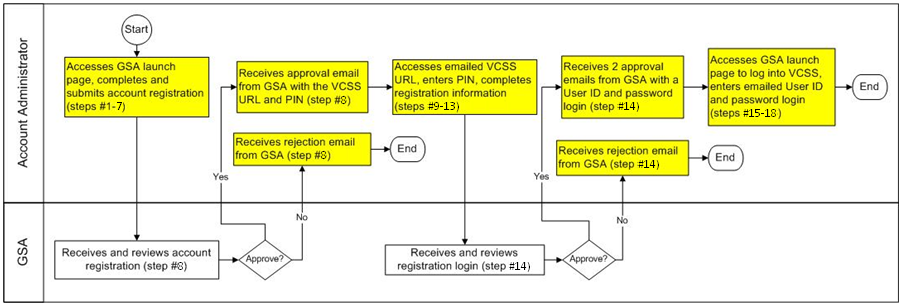 Account Administrator
Start
Accesses GSA launch
page, completes and
submits account registration
(steps #1-7)
Receives approval email
from GSA with the VCSS
URL and PIN (step #8)
Accesses emailed VCSS
URL, enters PIN, completes
registration information
(steps #9-13)
Receives 2 approval
emails from GSA with a
User ID and password
login (step #14)
Accesses GSA launch
page to log into VCSS,
enters emailed User ID
and password login
(steps #15-18)
End
Receives rejection email
from GSA (step #8)
End
Receives rejection email
from GSA (step #14)
End
Yes
No
Yes
No
GSA
Receives and reviews account
registration (step #8)
Approve?
Receives and reviews
registration login (step #14)
Approve?